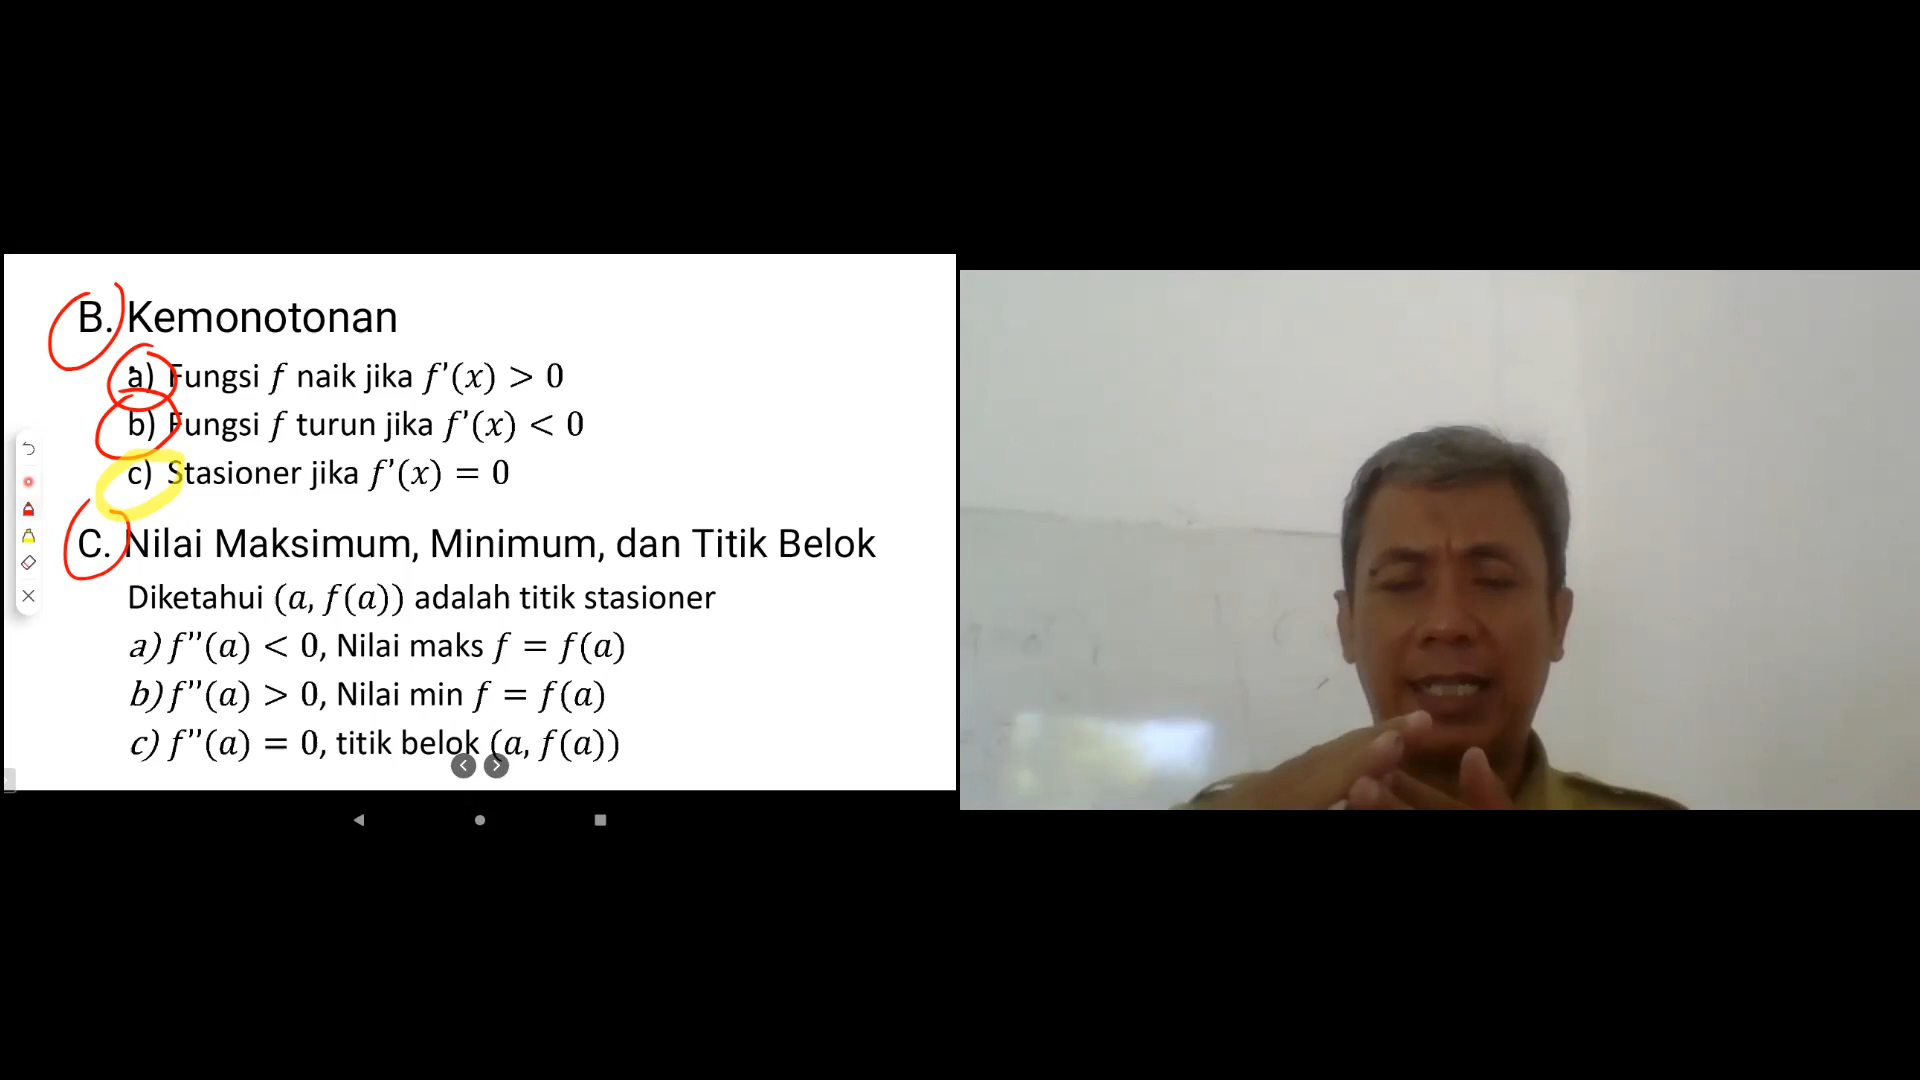 B. Kemonotonan
a) Fungsi f naik jika f'(x) > 0
b) Fungsi f turun jika f'(x) < 0
c) Stasioner jika f'(x) = 0
C. Nilai Maksimum, Minimum, dan Titik Belok
Diketahui (a, f(a)) adalah titik stasioner
a) f''(a) < 0, Nilai maks f = f(a)
b) f''(a) > 0, Nilai min f = f(a)
c) f''(a) = 0, titik belok (a, f(a))